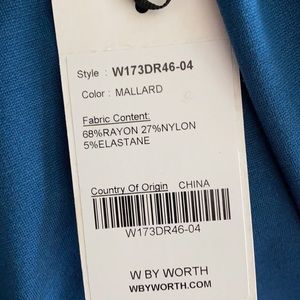 Style : W173DR46-04
Color : MALLARD
Fabric Content:
68%RAYON 27%NYLON
5%ELASTANE
Country Of Origin CHINA
W173DR46-04
W BY WORTH
WBYWORTH.COM